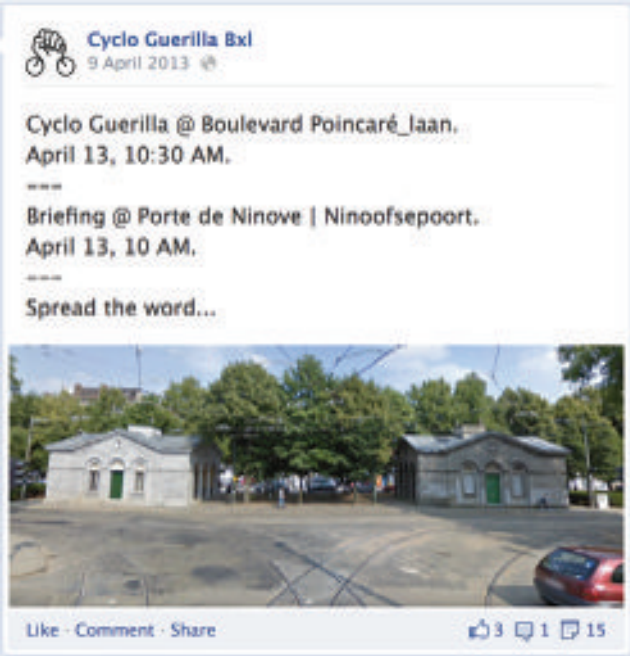 Cyclo Guerilla Bxl
9 April 2013
Cyclo Guerilla @ Boulevard Poincaré_laan.
April 13, 10:30 AM.
---
Briefing @ Porte de Ninove | Ninoofsepoort.
April 13, 10 AM.
---
Spread the word...
Like · Comment · Share 3 1 15